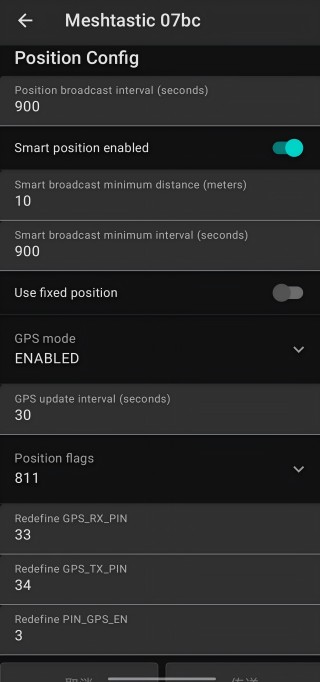 Meshtastic 07bc
Position Config
Position broadcast interval (seconds)
900
Smart position enabled
Smart broadcast minimum distance (meters)
10
Smart broadcast minimum interval (seconds)
900
Use fixed position
GPS mode
ENABLED
GPS update interval (seconds)
30
Position flags
811
Redefine GPS_RX_PIN
33
Redefine GPS_TX_PIN
34
Redefine PIN_GPS_EN
3